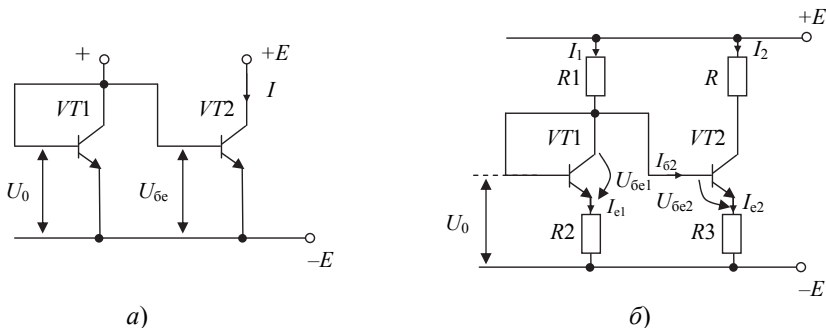 +
+E
I
VT1
VT2
U₀
Uбе
–E
а)
+E
I₁
I₂
R1
R
VT1
VT2
Iб2
Uбе1
Uбе2
Iе1
Iе2
U₀
R2
R3
–E
б)